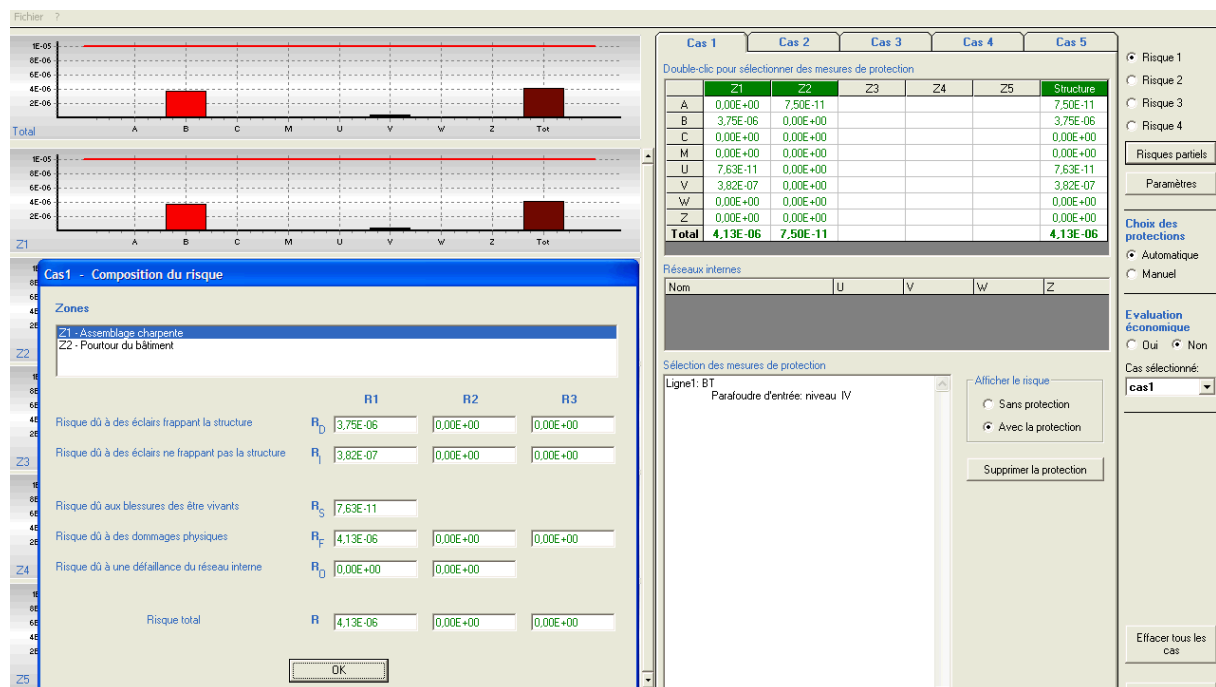 Fichier ?
1E-05
8E-06
6E-06
4E-06
2E-06
Total A B C M U V W Z Tot
1E-05
8E-06
6E-06
4E-06
2E-06
Z1 A B C M U V W Z Tot
Z2
Z3
Z4
Z5
Cas1 - Composition du risque
Zones
Z1 - Assemblage charpente
Z2 - Pourtour du bâtiment
R1 R2 R3
Risque dû à des éclairs frappant la structure RD 3,75E-06 0,00E+00 0,00E+00
Risque dû à des éclairs ne frappant pas la structure RI 3,82E-07 0,00E+00 0,00E+00
Risque dû aux blessures des être vivants RS 7,63E-11
Risque dû à des dommages physiques RF 4,13E-06 0,00E+00 0,00E+00
Risque dû à une défaillance du réseau interne RO 0,00E+00 0,00E+00
Risque total R 4,13E-06 0,00E+00 0,00E+00
OK
Cas 1 Cas 2 Cas 3 Cas 4 Cas 5
Double-clic pour sélectionner des mesures de protection
Z1 Z2 Z3 Z4 Z5 Structure
A 0,00E+00 7,50E-11 7,50E-11
B 3,75E-06 0,00E+00 3,75E-06
C 0,00E+00 0,00E+00 0,00E+00
M 0,00E+00 0,00E+00 0,00E+00
U 7,63E-11 0,00E+00 7,63E-11
V 3,82E-07 0,00E+00 3,82E-07
W 0,00E+00 0,00E+00 0,00E+00
Z 0,00E+00 0,00E+00 0,00E+00
Total 4,13E-06 7,50E-11 4,13E-06
Réseaux internes
Nom U V W Z
Sélection des mesures de protection
Ligne1: BT
Parafoudre d'entrée: niveau IV
Afficher le risque
Sans protection
Avec la protection
Supprimer la protection
Risque 1
Risque 2
Risque 3
Risque 4
Risques partiels
Paramètres
Choix des
protections
Automatique
Manuel
Evaluation
économique
Oui Non
Cas sélectionné:
cas1
Effacer tous les
cas